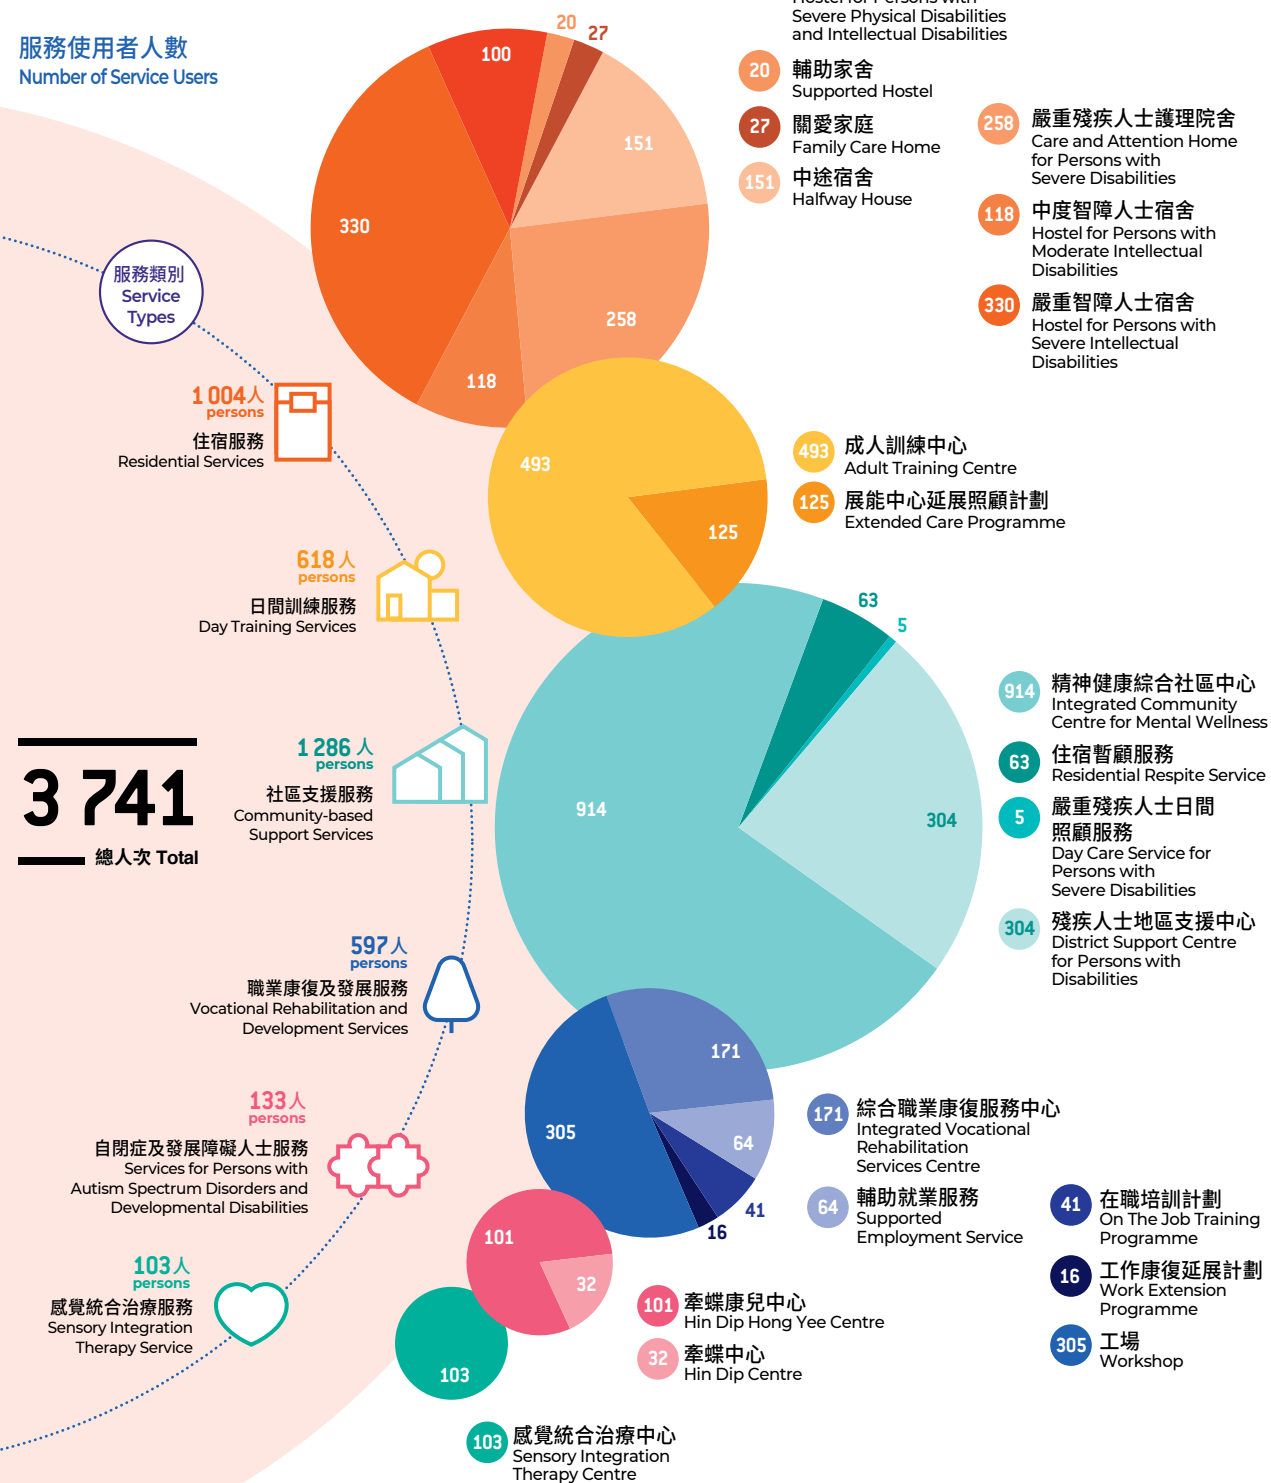 服務使用者人數
Number of Service Users
服務類別
Service
Types
1 004人
persons
住宿服務
Residential Services
618人
persons
日間訓練服務
Day Training Services
1 286人
persons
社區支援服務
Community-based
Support Services
3 741
總人次 Total
597人
persons
職業康復及發展服務
Vocational Rehabilitation and
Development Services
133人
persons
自閉症及發展障礙人士服務
Services for Persons with
Autism Spectrum Disorders and
Developmental Disabilities
103人
persons
感覺統合治療服務
Sensory Integration
Therapy Service
100
20
27
151
258
118
330
Hostel for Persons with
Severe Physical Disabilities
and Intellectual Disabilities
20 輔助家舍
Supported Hostel
27 關愛家庭
Family Care Home
151 中途宿舍
Halfway House
258 嚴重殘疾人士護理院舍
Care and Attention Home
for Persons with
Severe Disabilities
118 中度智障人士宿舍
Hostel for Persons with
Moderate Intellectual
Disabilities
330 嚴重智障人士宿舍
Hostel for Persons with
Severe Intellectual
Disabilities
493
125
493 成人訓練中心
Adult Training Centre
125 展能中心延展照顧計劃
Extended Care Programme
63
5
914
304
914 精神健康綜合社區中心
Integrated Community
Centre for Mental Wellness
63 住宿暫顧服務
Residential Respite Service
5 嚴重殘疾人士日間
照顧服務
Day Care Service for
Persons with
Severe Disabilities
304 殘疾人士地區支援中心
District Support Centre
for Persons with
Disabilities
171
64
41
16
305
171 綜合職業康復服務中心
Integrated Vocational
Rehabilitation
Services Centre
64 輔助就業服務
Supported
Employment Service
41 在職培訓計劃
On The Job Training
Programme
16 工作康復延展計劃
Work Extension
Programme
305 工場
Workshop
101
32
101 牽蝶康兒中心
Hin Dip Hong Yee Centre
32 牽蝶中心
Hin Dip Centre
103
103 感覺統合治療中心
Sensory Integration
Therapy Centre